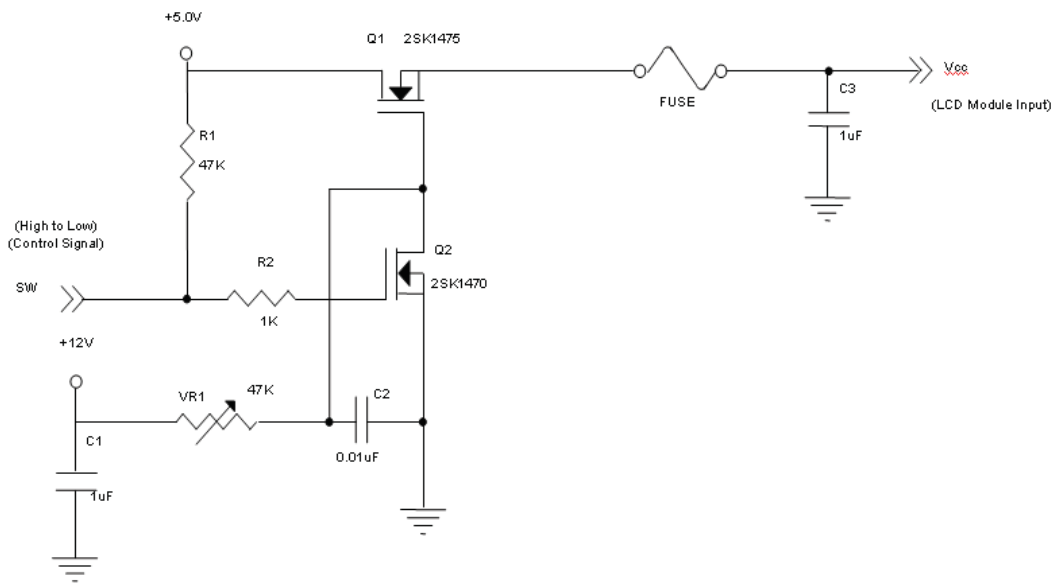 +5.0V
Q1
2SK1475
Vcc
C3
FUSE
(LCD Module Input)
R1
1uF
47K
(High to Low)
(Control Signal)
Q2
R2
SW
2SK1470
1K
+12V
VR1
47K
C2
C1
0.01uF
1uF